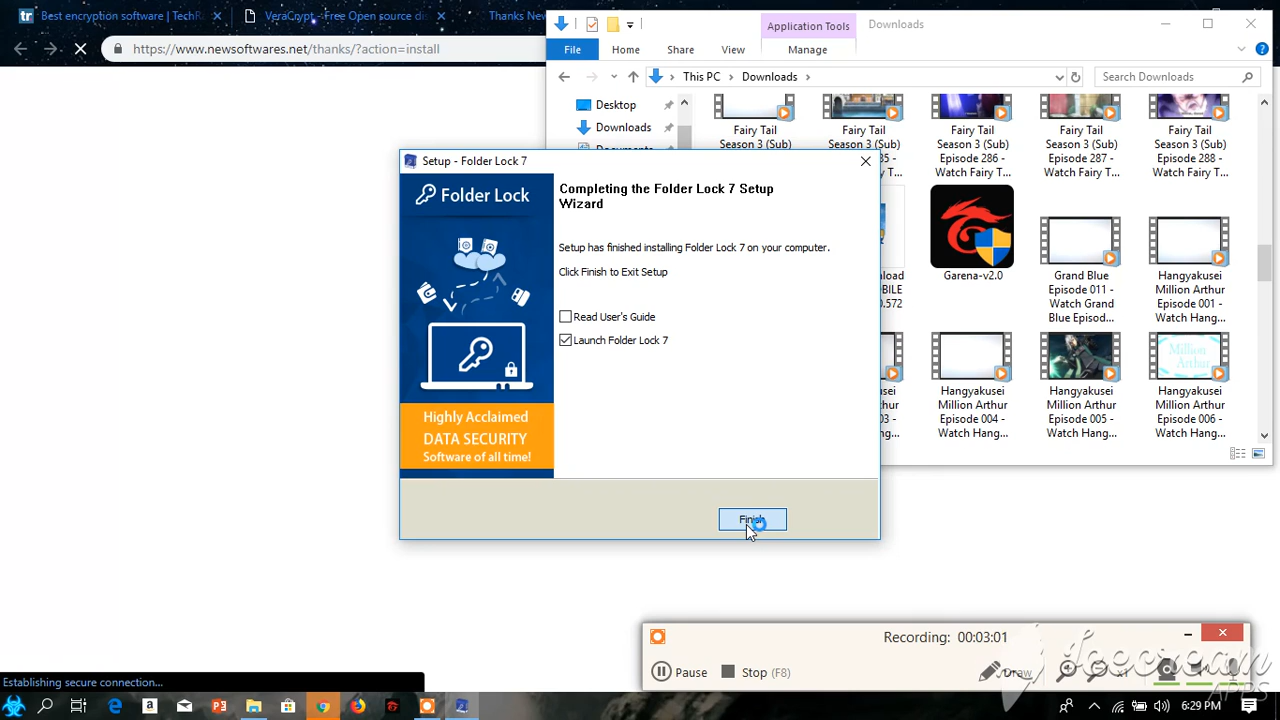 Best encryption software | TechR
VeraCrypt - Free Open source di
Thanks New
https://www.newsoftwares.net/thanks/?action=install
Application Tools
Downloads
File
Home
Share
View
Manage
This PC
Downloads
Search Downloads
Desktop
Downloads
Fairy Tail
Season 3 (Sub)
Fairy Tail
Season 3 (Sub)
Fairy Tail
Season 3 (Sub)
Episode 286 -
Watch Fairy T...
Fairy Tail
Season 3 (Sub)
Episode 287 -
Watch Fairy T...
Fairy Tail
Season 3 (Sub)
Episode 288 -
Watch Fairy T...
Garena-v2.0
Grand Blue
Episode 011 -
Watch Grand
Blue Episod...
Hangyakusei
Million Arthur
Episode 001 -
Watch Hang...
Hangyakusei
Million Arthur
Episode 004 -
Watch Hang...
Hangyakusei
Million Arthur
Episode 005 -
Watch Hang...
Million
Arthur
Hangyakusei
Million Arthur
Episode 006 -
Watch Hang...
Setup - Folder Lock 7
Folder Lock
Highly Acclaimed
DATA SECURITY
Software of all time!
Completing the Folder Lock 7 Setup
Wizard
Setup has finished installing Folder Lock 7 on your computer.
Click Finish to Exit Setup
Read User's Guide
Launch Folder Lock 7
Finish
Recording: 00:03:01
Pause
Stop (F8)
Draw
Icecream
APPS
Establishing secure connection...
6:29 PM